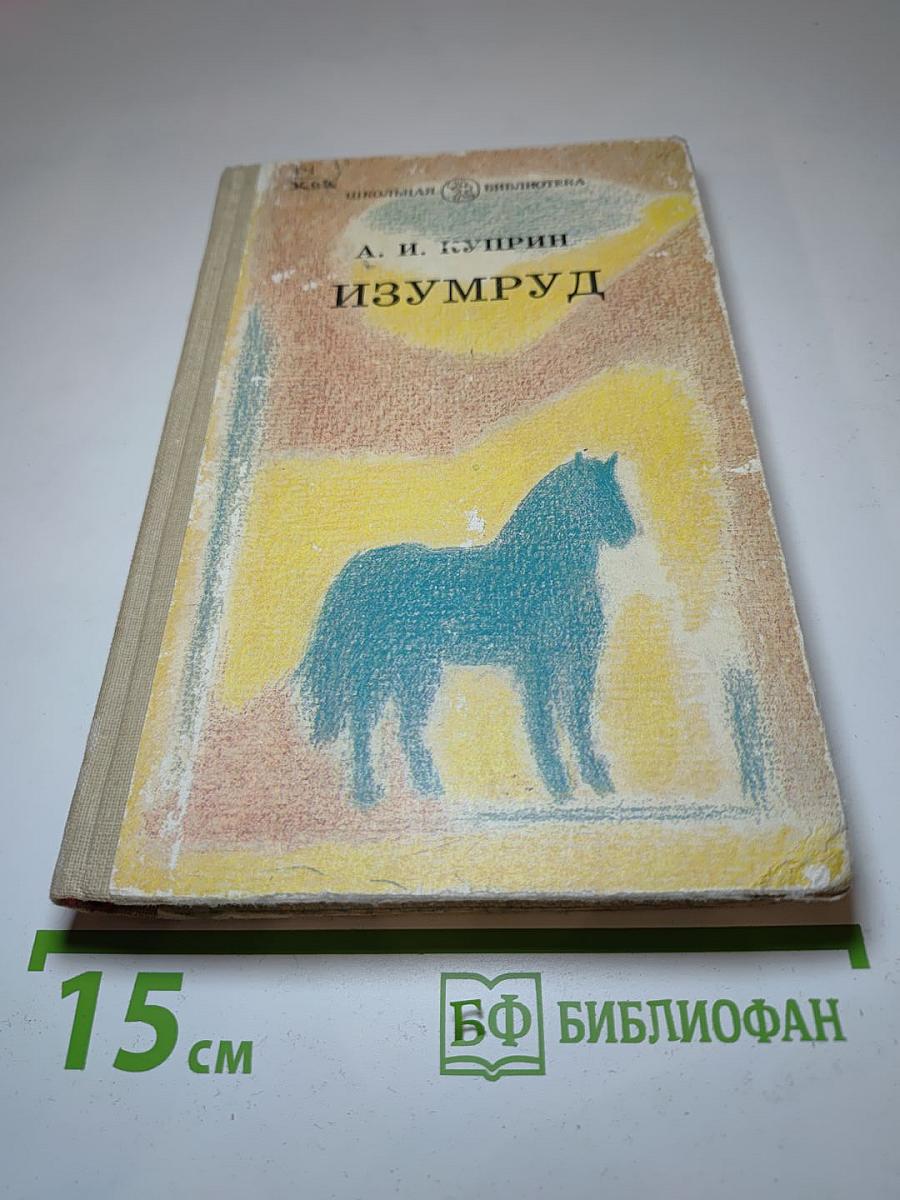 ШКОЛЬНАЯ БИБЛИОТЕКА
А. И. КУПРИН
ИЗУМРУД
15 см
БФ БИБЛИОФАН